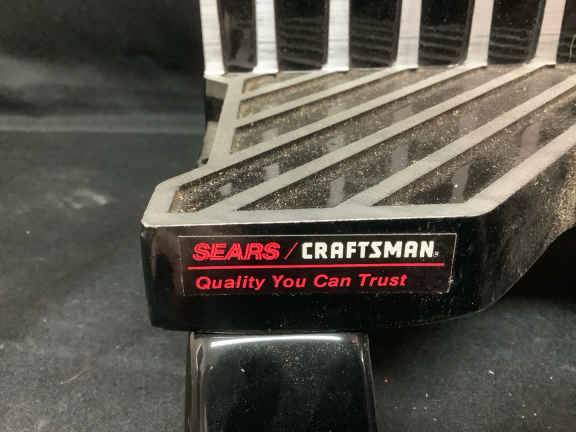 SEARS / CRAFTSMAN
Quality You Can Trust